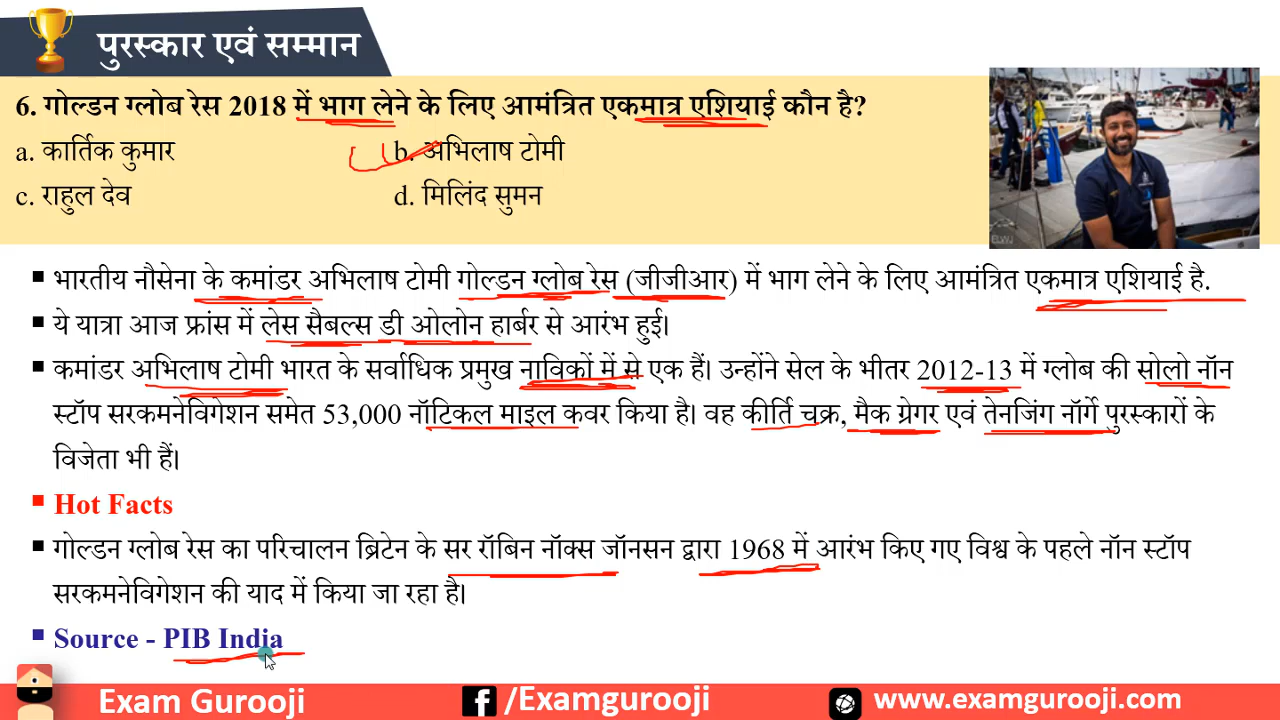 पुरस्कार एवं सम्मान
6. गोल्डन ग्लोब रेस 2018 में भाग लेने के लिए आमंत्रित एकमात्र एशियाई कौन है?
a. कार्तिक कुमार b. अभिलाष टोमी
c. राहुल देव d. मिलिंद सुमन
भारतीय नौसेना के कमांडर अभिलाष टोमी गोल्डन ग्लोब रेस (जीजीआर) में भाग लेने के लिए आमंत्रित एकमात्र एशियाई है.
ये यात्रा आज फ्रांस में लेस सैबल्स डी ओलोन हार्बर से आरंभ हुई।
कमांडर अभिलाष टोमी भारत के सर्वाधिक प्रमुख नाविकों में से एक हैं। उन्होंने सेल के भीतर 2012-13 में ग्लोब की सोलो नॉन
स्टॉप सरकमनेविगेशन समेत 53,000 नॉटिकल माइल कवर किया है। वह कीर्ति चक्र, मैक ग्रेगर एवं तेनजिंग नॉर्गे पुरस्कारों के
विजेता भी हैं।
Hot Facts
गोल्डन ग्लोब रेस का परिचालन ब्रिटेन के सर रॉबिन नॉक्स जॉनसन द्वारा 1968 में आरंभ किए गए विश्व के पहले नॉन स्टॉप
सरकमनेविगेशन की याद में किया जा रहा है।
Source - PIB India
Exam Gurooji /Examgurooji www.examgurooji.com